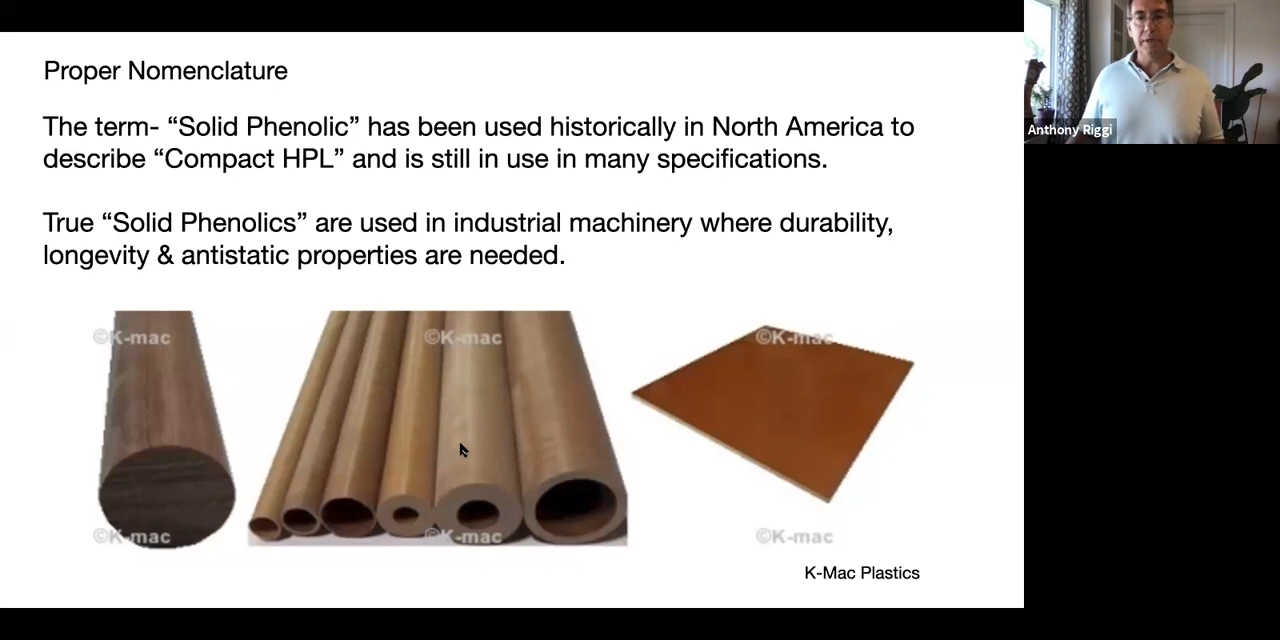 Proper Nomenclature
The term- “Solid Phenolic” has been used historically in North America to
describe “Compact HPL” and is still in use in many specifications.
True “Solid Phenolics” are used in industrial machinery where durability,
longevity & antistatic properties are needed.
©K-mac ©K-mac ©K-mac
©K-mac ©K-mac ©K-mac
K-Mac Plastics
Anthony Riggi